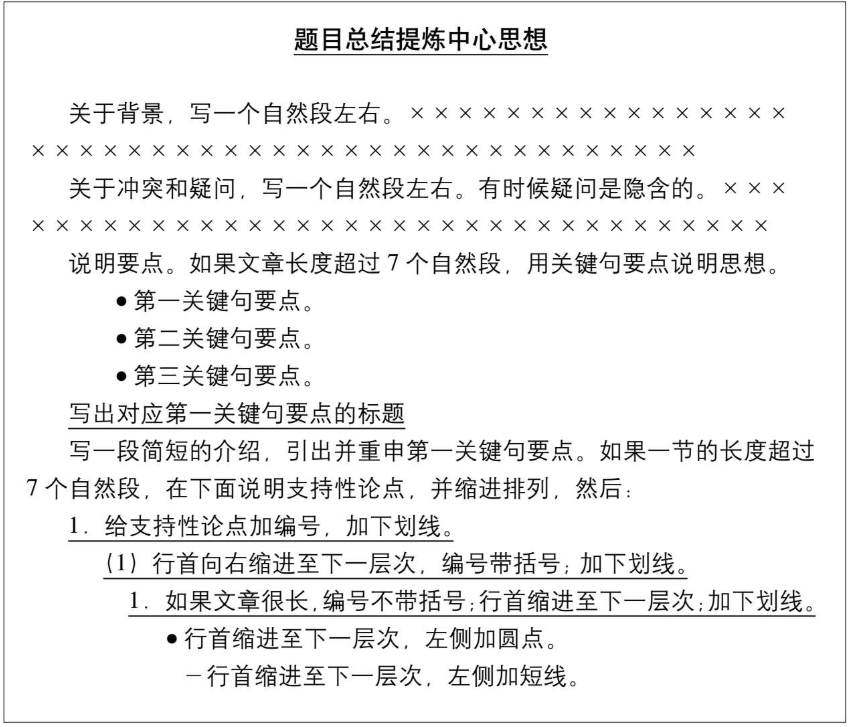 题目总结提炼中心思想
关于背景，写一个自然段左右。× × × × × × × × × × × × × × × ×
× × × × × × × × × × × × × × × × × × × × × × × × × × × ×
关于冲突和疑问，写一个自然段左右。有时候疑问是隐含的。× × ×
× × × × × × × × × × × × × × × × × × × × × × × × × × × × × × ×
说明要点。如果文章长度超过 7 个自然段，用关键句要点说明思想。
● 第一关键句要点。
● 第二关键句要点。
● 第三关键句要点。
写出对应第一关键句要点的标题
写一段简短的介绍，引出并重申第一关键句要点。如果一节的长度超过
7 个自然段，在下面说明支持性论点，并缩进排列，然后：
1．给支持性论点加编号，加下划线。
（1）行首向右缩进至下一层次，编号带括号；加下划线。
1．如果文章很长，编号不带括号；行首缩进至下一层次；加下划线。
● 行首缩进至下一层次，左侧加圆点。
– 行首缩进至下一层次，左侧加短线。